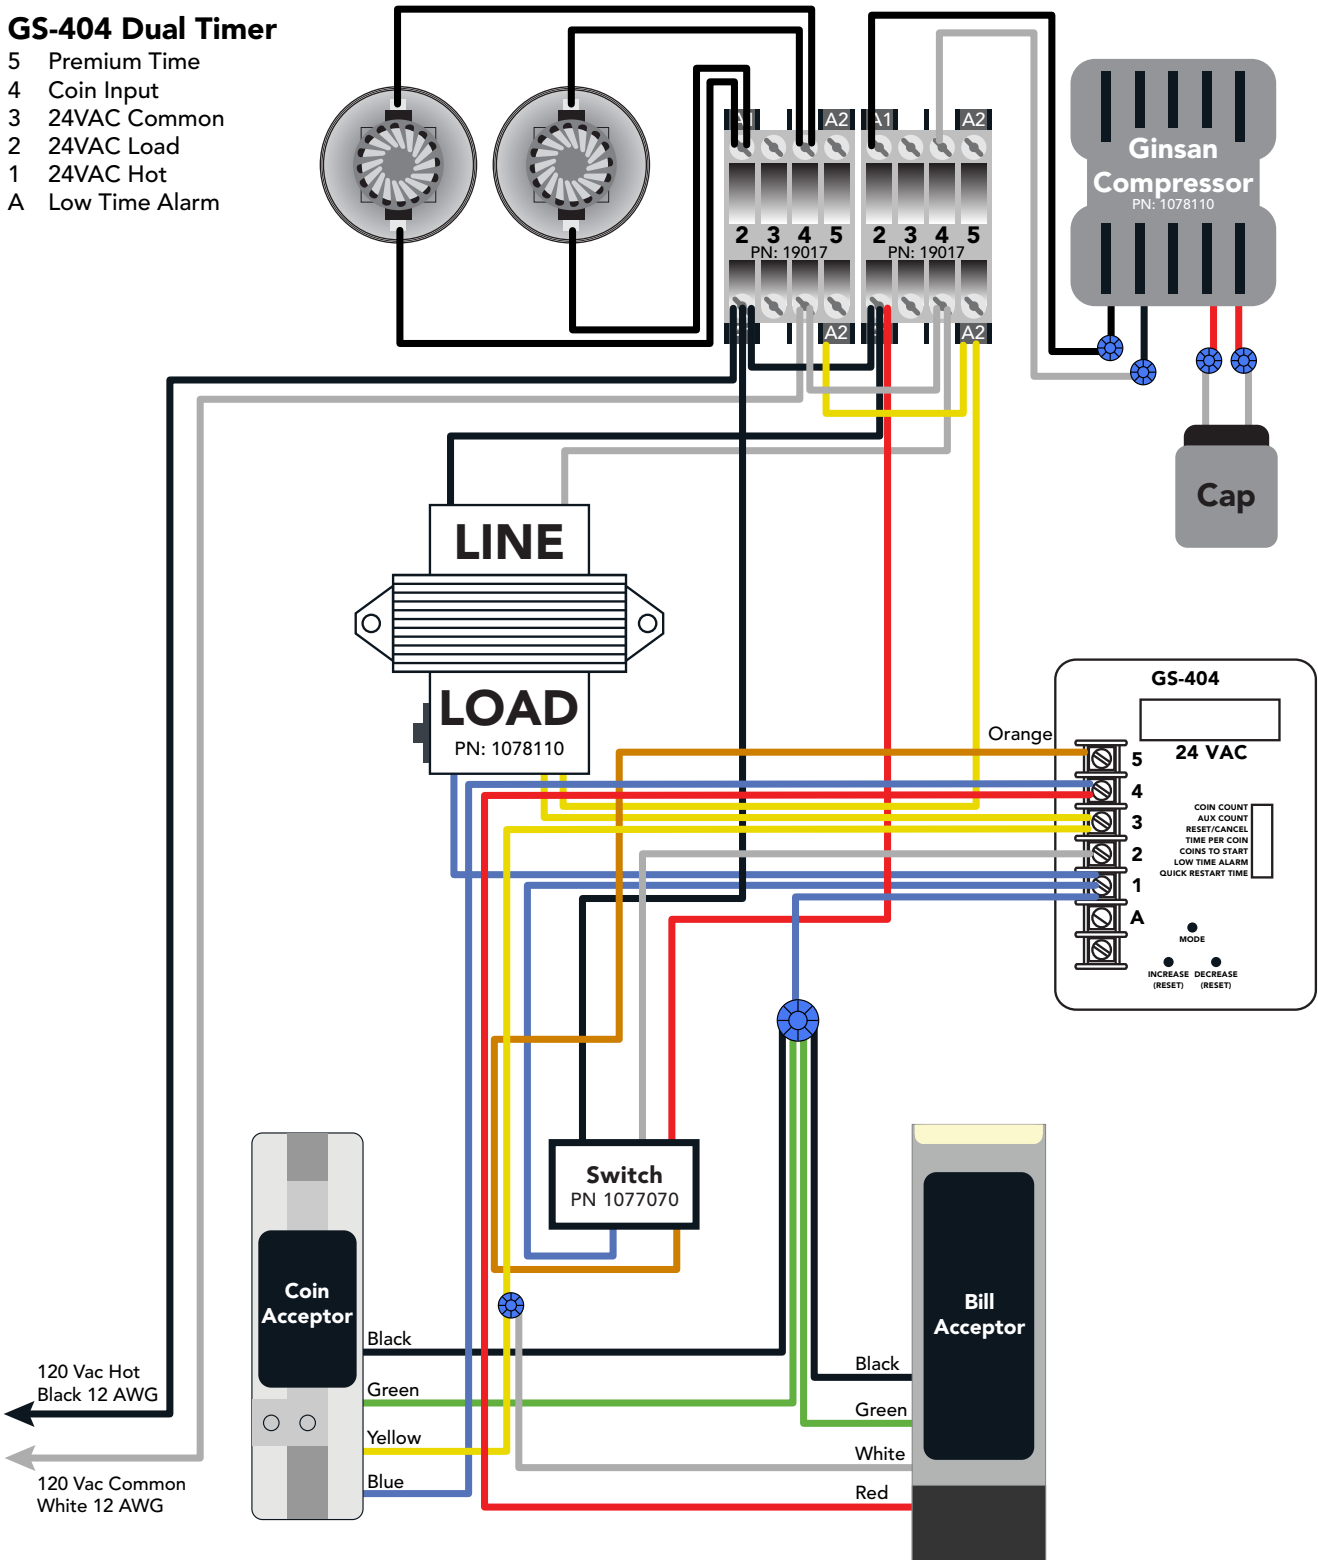 GS-404 Dual Timer
5 Premium Time
4 Coin Input
3 24VAC Common
2 24VAC Load
1 24VAC Hot
A Low Time Alarm
A1 A2 A1 A2
2 3 4 5 2 3 4 5
PN: 19017 PN: 19017
A2 A2
Ginsan
Compressor
PN: 1078110
Cap
LINE
LOAD
PN: 1078110
GS-404
24 VAC
Orange
5
4
3
2
1
A
COIN COUNT
AUX COUNT
RESET/CANCEL
TIME PER COIN
COINS TO START
LOW TIME ALARM
QUICK RESTART TIME
MODE
INCREASE
(RESET)
DECREASE
(RESET)
Switch
PN 1077070
Coin
Acceptor
Black
Green
Yellow
Blue
Bill
Acceptor
Black
Green
White
Red
120 Vac Hot
Black 12 AWG
120 Vac Common
White 12 AWG